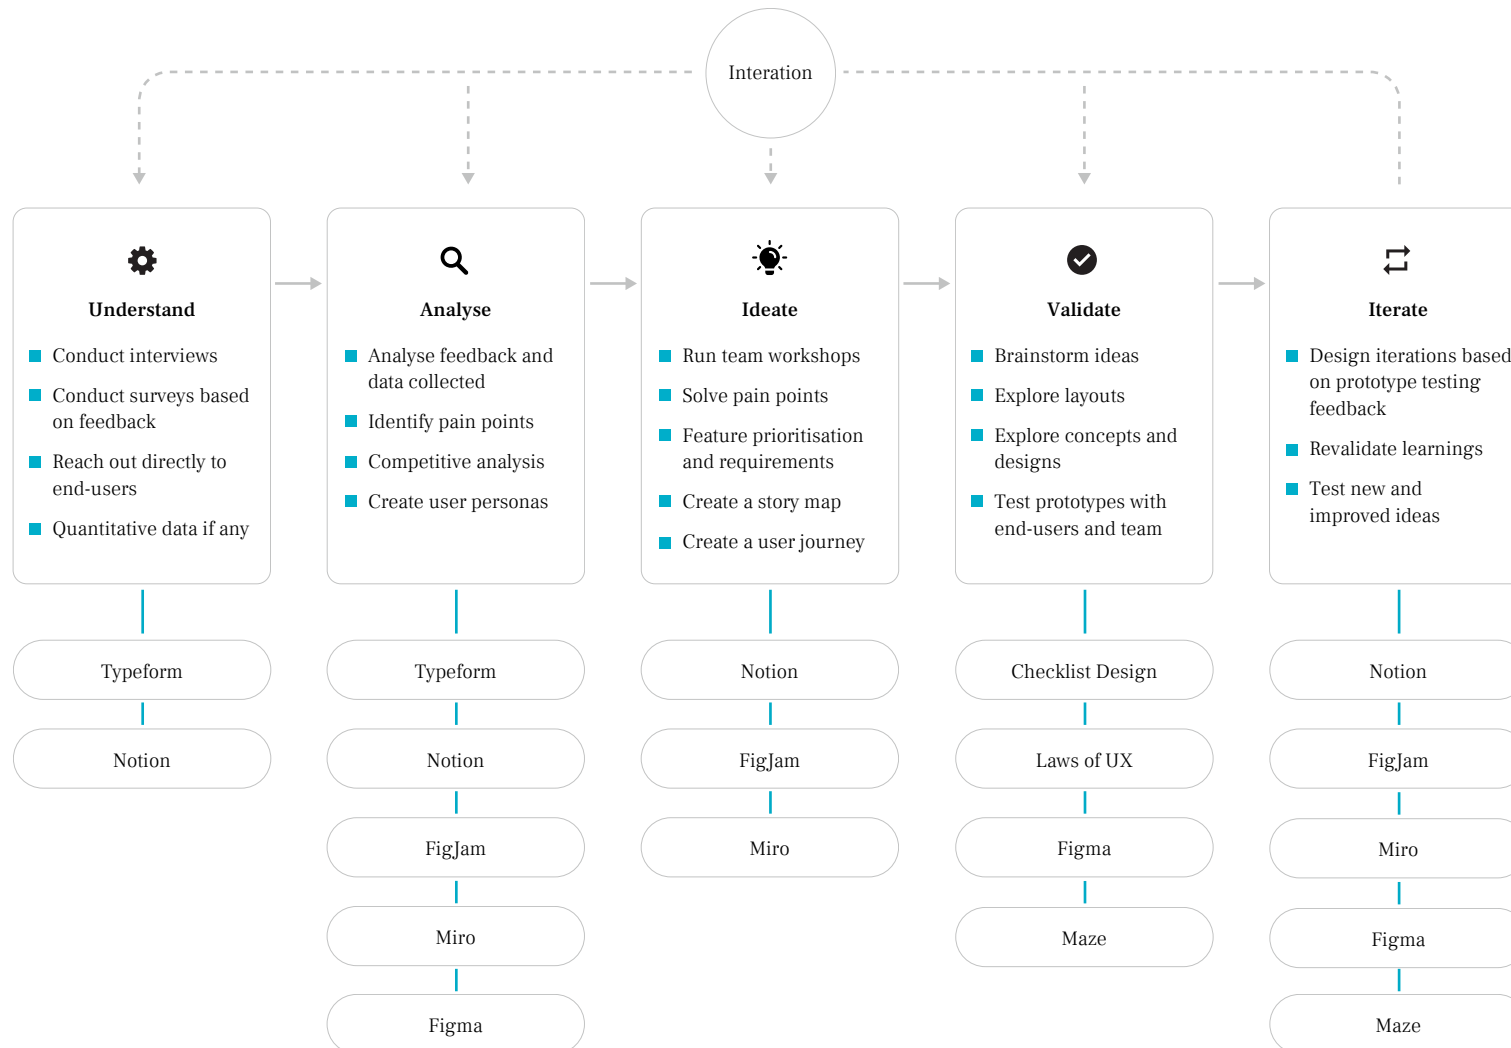 Interation
Understand
Conduct interviews
Conduct surveys based
on feedback
Reach out directly to
end-users
Quantitative data if any
Typeform
Notion
Analyse
Analyse feedback and
data collected
Identify pain points
Competitive analysis
Create user personas
Typeform
Notion
FigJam
Miro
Figma
Ideate
Run team workshops
Solve pain points
Feature prioritisation
and requirements
Create a story map
Create a user journey
Notion
FigJam
Miro
Validate
Brainstorm ideas
Explore layouts
Explore concepts and
designs
Test prototypes with
end-users and team
Checklist Design
Laws of UX
Figma
Maze
Iterate
Design iterations based
on prototype testing
feedback
Revalidate learnings
Test new and
improved ideas
Notion
FigJam
Miro
Figma
Maze